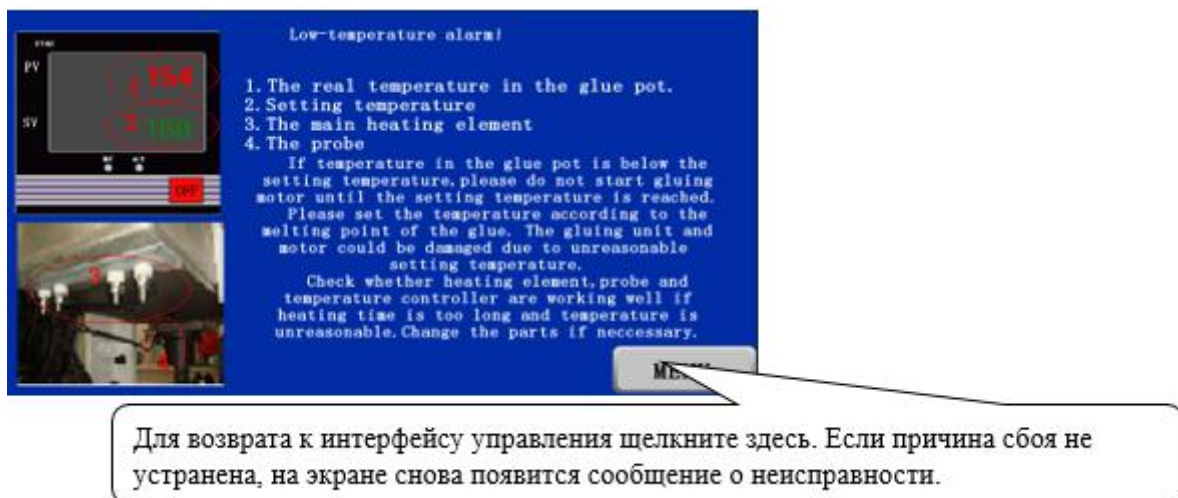 Low-temperature alarm!
PV
154
1
SV
2
160
OFF
1. The real temperature in the glue pot.
2. Setting temperature
3. The main heating element
4. The probe
If temperature in the glue pot is below the
setting temperature, please do not start gluing
motor until the setting temperature is reached.
Please set the temperature according to the
melting point of the glue. The gluing unit and
motor could be damaged due to unreasonable
setting temperature.
Check whether heating element, probe and
temperature controller are working well if
heating time is too long and temperature is
unreasonable. Change the parts if neccessary.
3
4
Для возврата к интерфейсу управления щелкните здесь. Если причина сбоя не
устранена, на экране снова появится сообщение о неисправности.